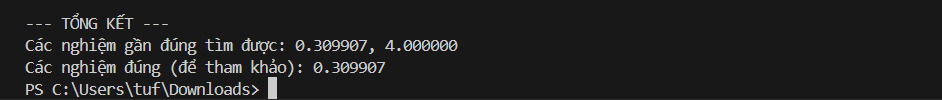 --- TỔNG KẾT ---
Các nghiệm gần đúng tìm được: 0.309907, 4.000000
Các nghiệm đúng (để tham khảo): 0.309907
PS C:\Users\tuf\Downloads>